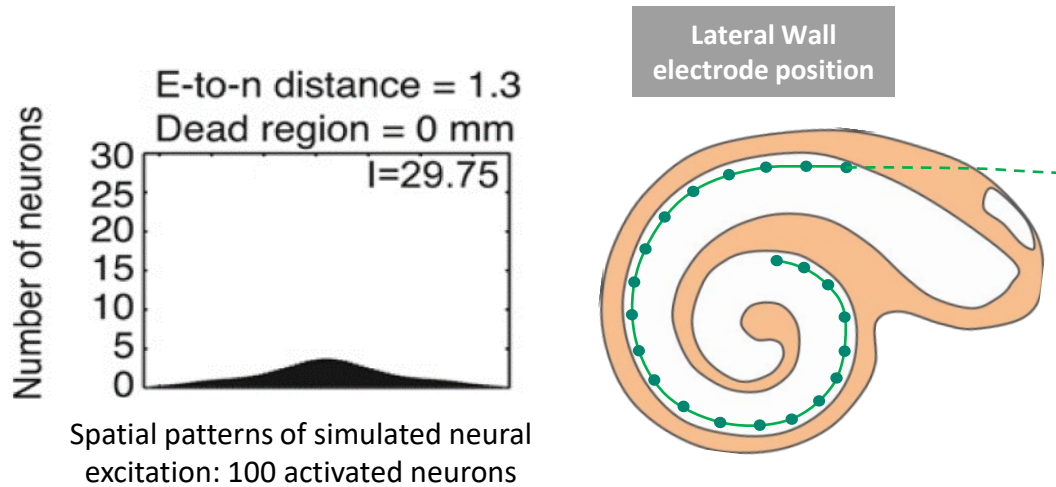 E-to-n distance = 1.3
Dead region = 0 mm
I=29.75
Number of neurons
30
25
20
15
10
5
0
Spatial patterns of simulated neural
excitation: 100 activated neurons
Lateral Wall
electrode position